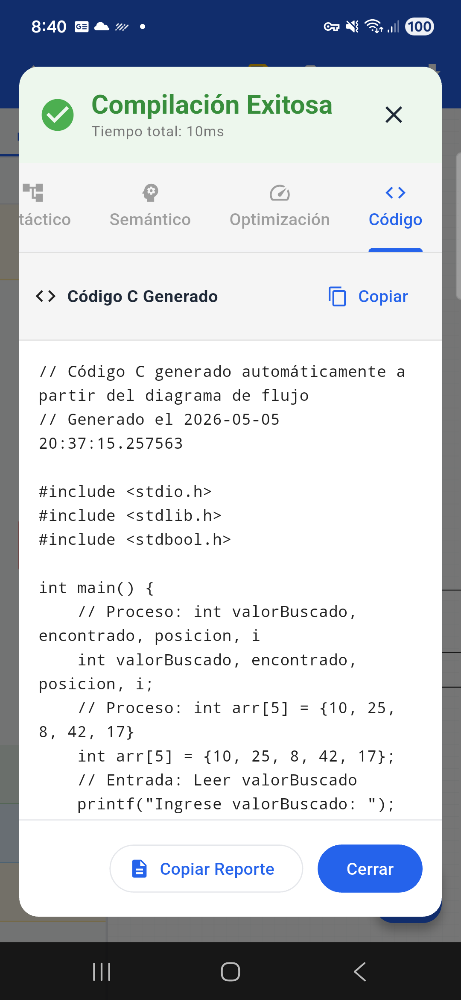 8:40
100
Compilación Exitosa
Tiempo total: 10ms
táctico
Semántico
Optimización
Código
Código C Generado
Copiar
// Código C generado automáticamente a
partir del diagrama de flujo
// Generado el 2026-05-05
20:37:15.257563
#include <stdio.h>
#include <stdlib.h>
#include <stdbool.h>
int main() {
    // Proceso: int valorBuscado,
encontrado, posicion, i
    int valorBuscado, encontrado,
posicion, i;
    // Proceso: int arr[5] = {10, 25,
8, 42, 17}
    int arr[5] = {10, 25, 8, 42, 17};
    // Entrada: Leer valorBuscado
    printf("Ingrese valorBuscado: ");
Copiar Reporte
Cerrar